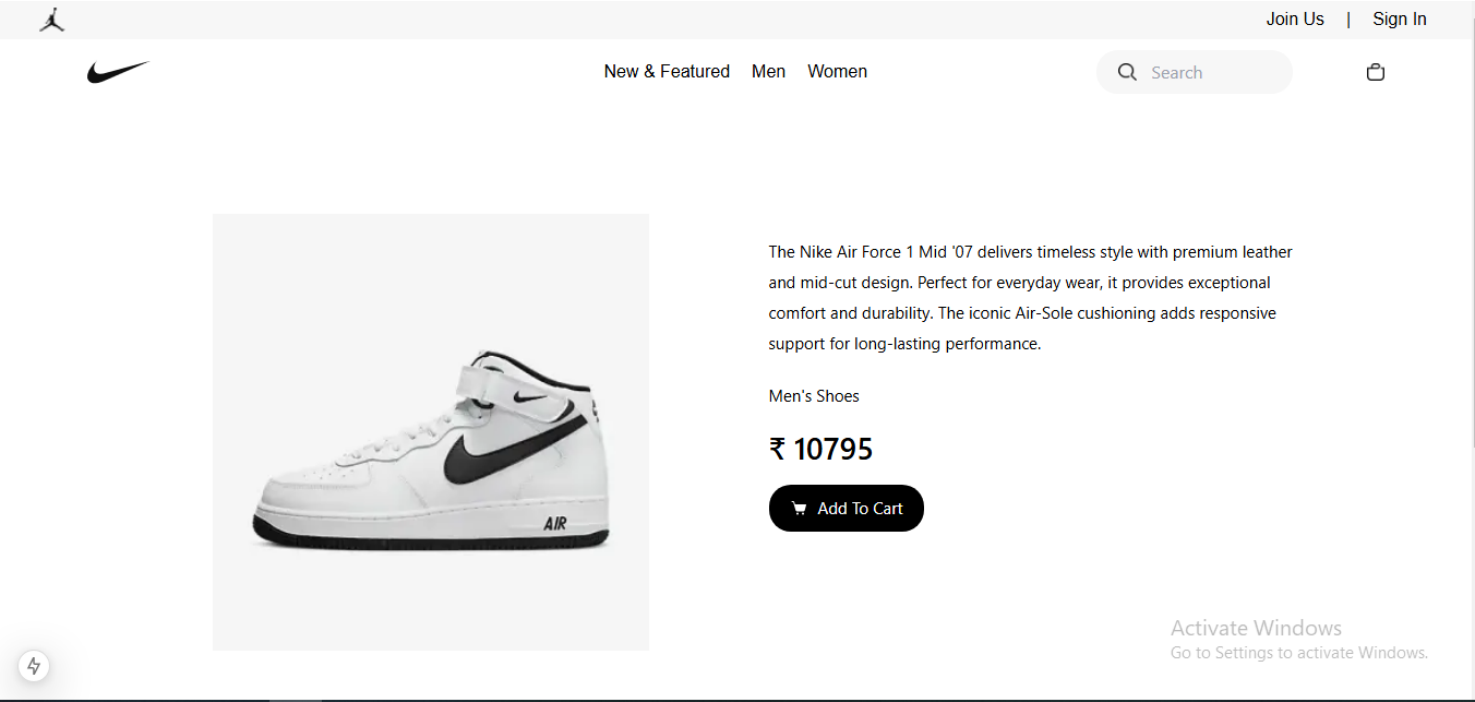 Join Us | Sign In
New & Featured Men Women
Search
The Nike Air Force 1 Mid '07 delivers timeless style with premium leather
and mid-cut design. Perfect for everyday wear, it provides exceptional
comfort and durability. The iconic Air-Sole cushioning adds responsive
support for long-lasting performance.
Men's Shoes
₹ 10795
Add To Cart
AIR
Activate Windows
Go to Settings to activate Windows.